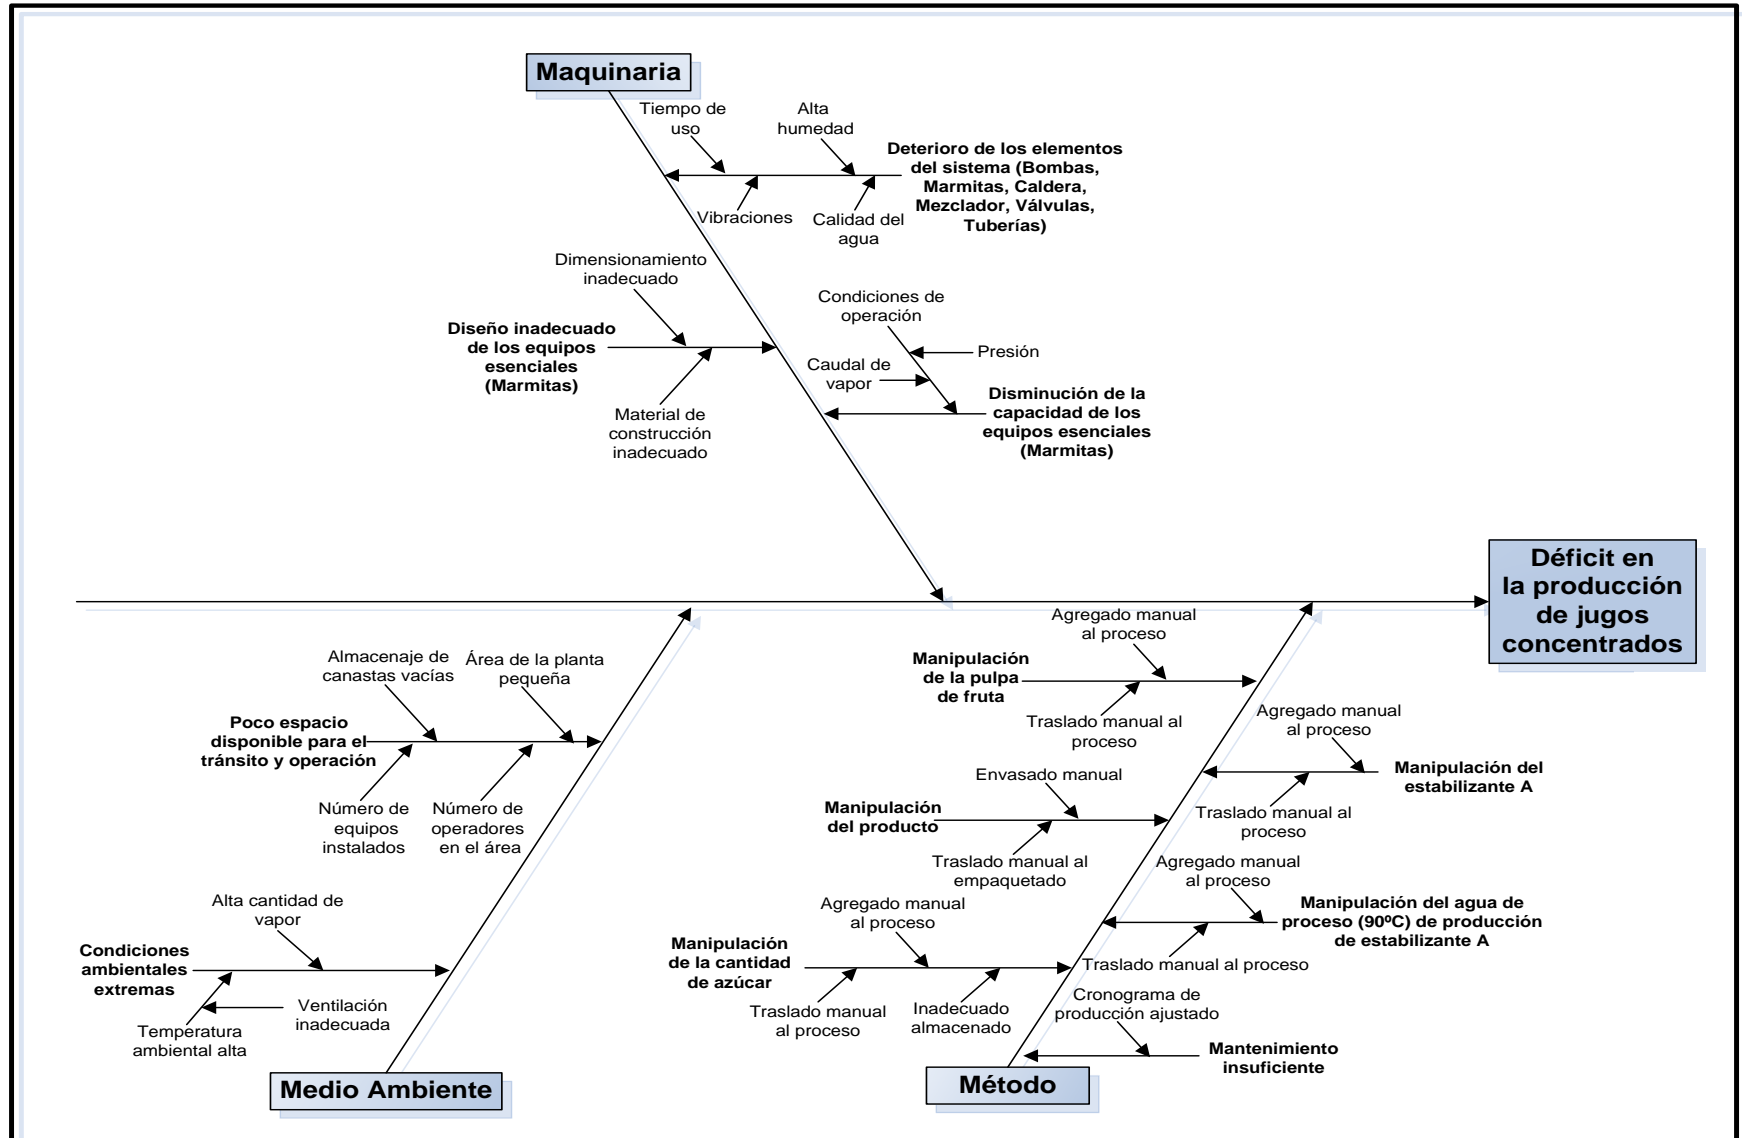 Maquinaria
Tiempo de
uso
Alta
humedad
Deterioro de los elementos
del sistema (Bombas,
Marmitas, Caldera,
Mezclador, Válvulas,
Tuberías)
Vibraciones
Calidad del
agua
Dimensionamiento
inadecuado
Diseño inadecuado
de los equipos
esenciales
(Marmitas)
Material de
construcción
inadecuado
Condiciones de
operación
Presión
Caudal de
vapor
Disminución de la
capacidad de los
equipos esenciales
(Marmitas)
Déficit en
la producción
de jugos
concentrados
Almacenaje de
canastas vacías
Área de la planta
pequeña
Poco espacio
disponible para el
tránsito y operación
Número de
equipos
instalados
Número de
operadores
en el área
Alta cantidad de
vapor
Condiciones
ambientales
extremas
Ventilación
inadecuada
Temperatura
ambiental alta
Medio Ambiente
Agregado manual
al proceso
Manipulación
de la pulpa
de fruta
Traslado manual al
proceso
Agregado manual
al proceso
Manipulación del
estabilizante A
Traslado manual al
proceso
Envasado manual
Manipulación
del producto
Traslado manual al
empaquetado
Agregado manual
al proceso
Manipulación del agua de
proceso (90ºC) de producción
de estabilizante A
Traslado manual al proceso
Agregado manual
al proceso
Manipulación
de la cantidad
de azúcar
Traslado manual
al proceso
Inadecuado
almacenado
Cronograma de
producción ajustado
Mantenimiento
insuficiente
Método